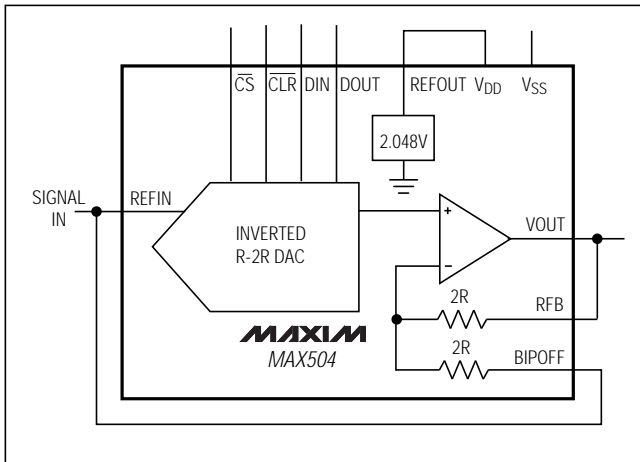 CS CLR DIN DOUT REFOUT VDD VSS
2.048V
SIGNAL IN
REFIN
INVERTED
R-2R DAC
+
VOUT
–
2R
RFB
MAXIM
MAX504
2R
BIPOFF